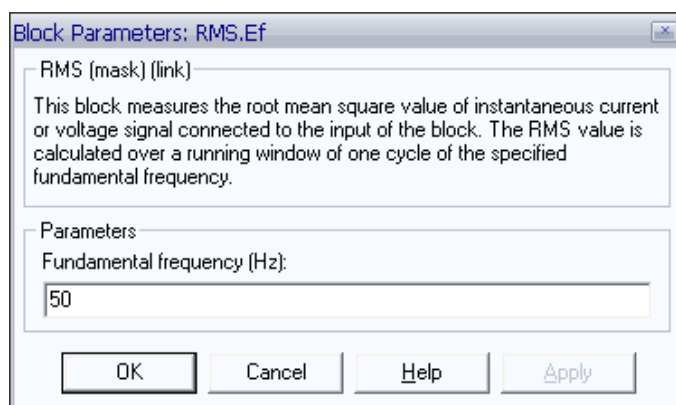 Block Parameters: RMS.Ef
RMS (mask) (link)
This block measures the root mean square value of instantaneous current
or voltage signal connected to the input of the block. The RMS value is
calculated over a running window of one cycle of the specified
fundamental frequency.
Parameters
Fundamental frequency (Hz):
50
OK Cancel Help Apply